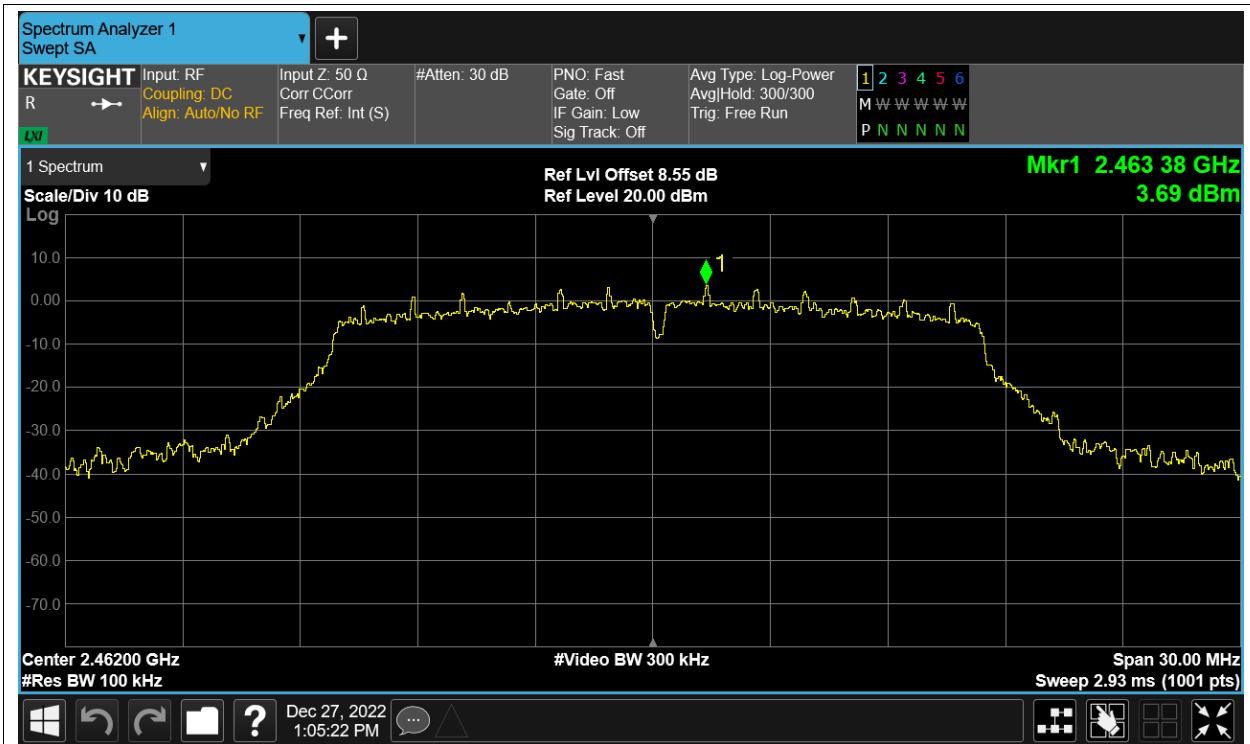 Spectrum Analyzer 1
Swept SA
KEYSIGHT
R
LXI
Input: RF
Coupling: DC
Align: Auto/No RF
Input Z: 50 Ω
Corr CCorr
Freq Ref: Int (S)
#Atten: 30 dB
PNO: Fast
Gate: Off
IF Gain: Low
Sig Track: Off
Avg Type: Log-Power
Avg|Hold: 300/300
Trig: Free Run
1 2 3 4 5 6
M W W W W W
P N N N N N
1 Spectrum
Scale/Div 10 dB
Log
Ref Lvl Offset 8.55 dB
Ref Level 20.00 dBm
Mkr1 2.463 38 GHz
3.69 dBm
1
10.0
0.00
-10.0
-20.0
-30.0
-40.0
-50.0
-60.0
-70.0
Center 2.46200 GHz
#Res BW 100 kHz
#Video BW 300 kHz
Span 30.00 MHz
Sweep 2.93 ms (1001 pts)
?
Dec 27, 2022
1:05:22 PM